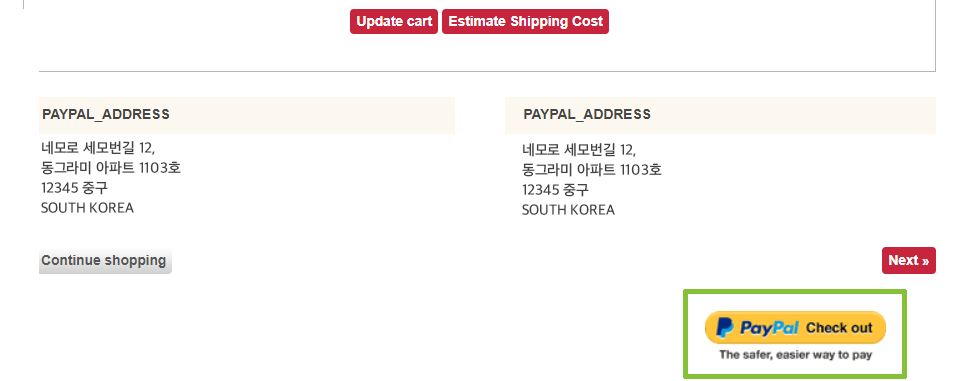 Update cart Estimate Shipping Cost
PAYPAL_ADDRESS
네모로 세모번길 12,
동그라미 아파트 1103호
12345 중구
SOUTH KOREA
PAYPAL_ADDRESS
네모로 세모번길 12,
동그라미 아파트 1103호
12345 중구
SOUTH KOREA
Continue shopping
Next »
PayPal Check out
The safer, easier way to pay